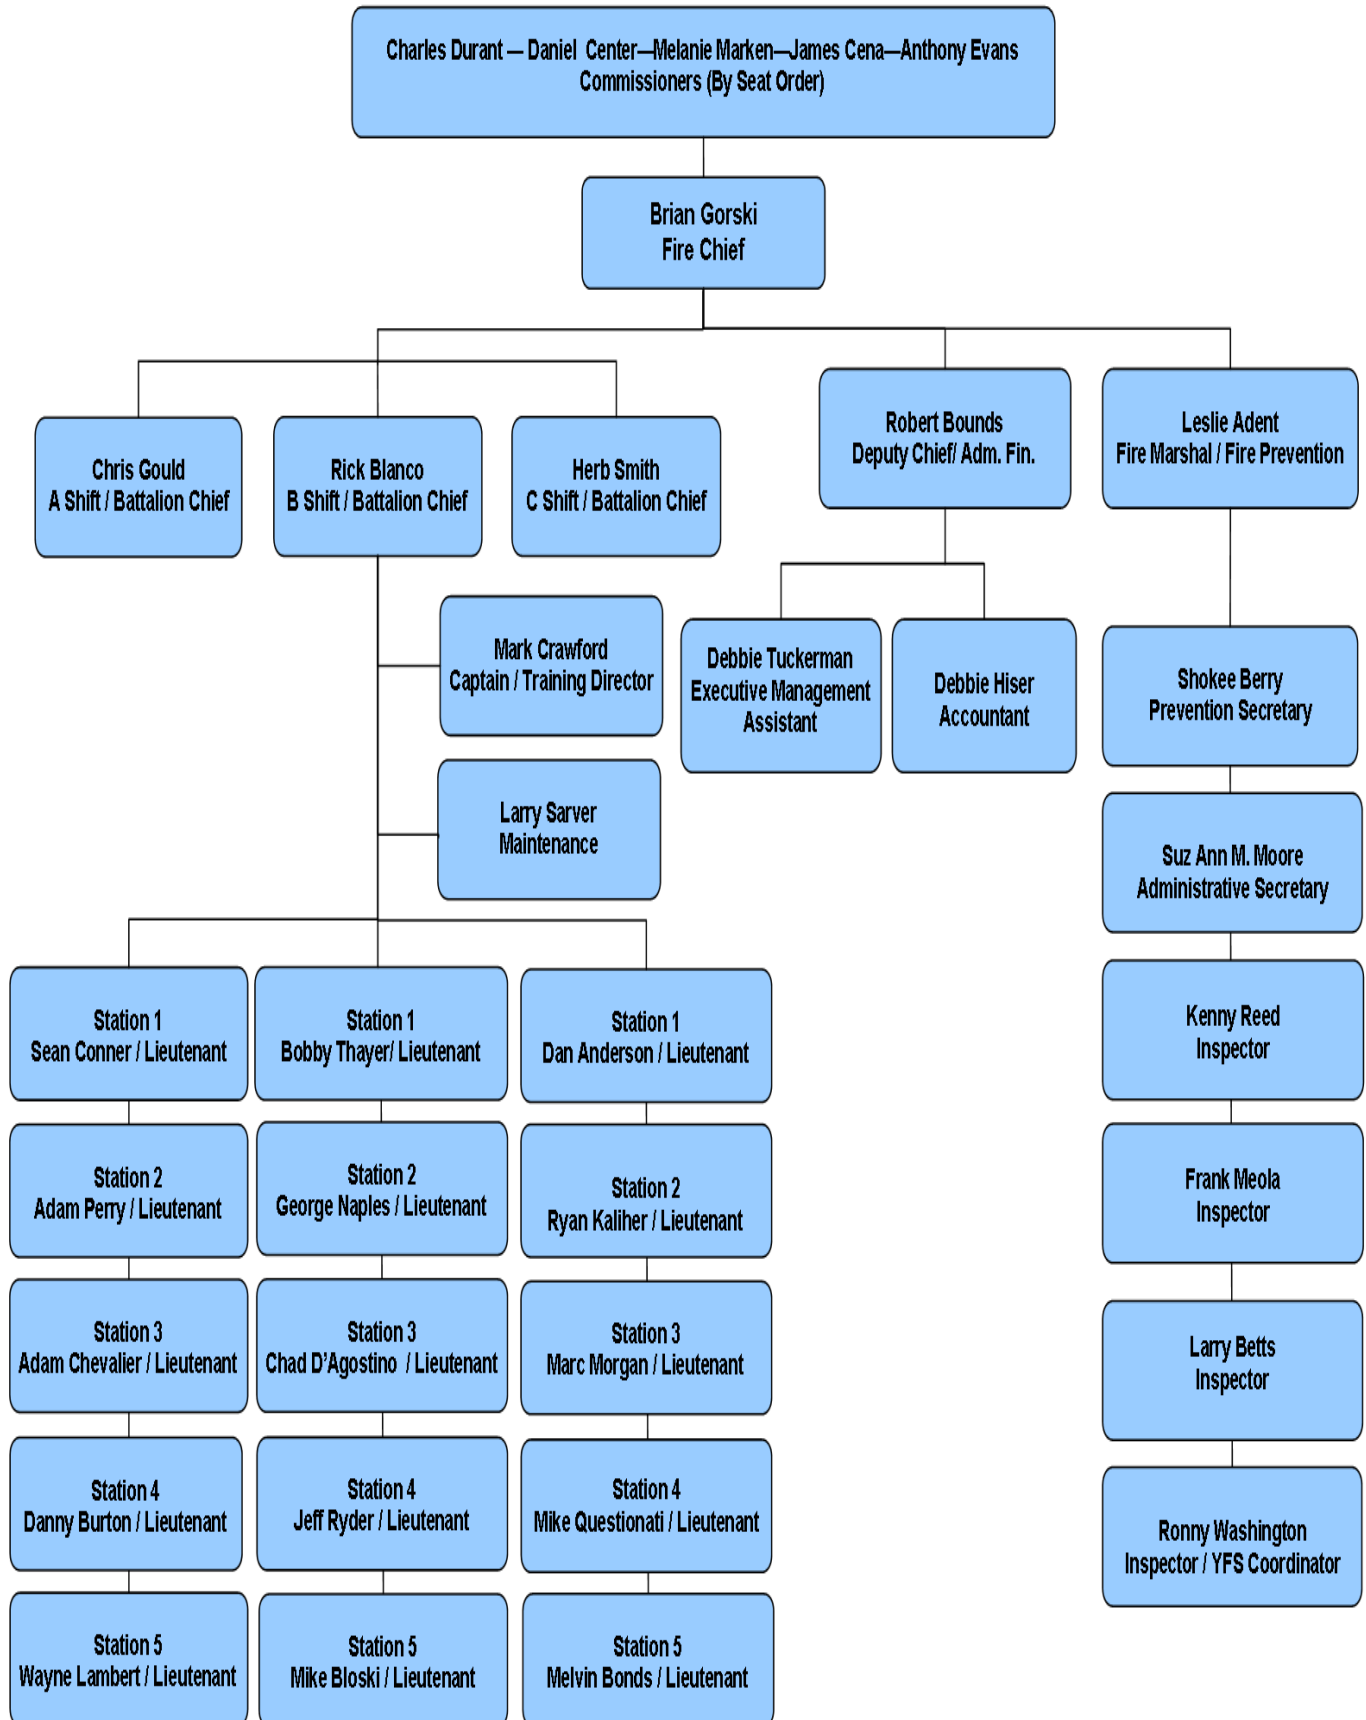 Charles Durant — Daniel Center—Melanie Marken—James Cena—Anthony Evans
Commissioners (By Seat Order)
Brian Gorski
Fire Chief
Chris Gould
A Shift / Battalion Chief
Rick Blanco
B Shift / Battalion Chief
Herb Smith
C Shift / Battalion Chief
Robert Bounds
Deputy Chief/ Adm. Fin.
Leslie Adent
Fire Marshal / Fire Prevention
Mark Crawford
Captain / Training Director
Larry Sarver
Maintenance
Debbie Tuckerman
Executive Management
Assistant
Debbie Hiser
Accountant
Shokee Berry
Prevention Secretary
Suz Ann M. Moore
Administrative Secretary
Kenny Reed
Inspector
Frank Meola
Inspector
Larry Betts
Inspector
Ronny Washington
Inspector / YFS Coordinator
Station 1
Sean Conner / Lieutenant
Station 2
Adam Perry / Lieutenant
Station 3
Adam Chevalier / Lieutenant
Station 4
Danny Burton / Lieutenant
Station 5
Wayne Lambert / Lieutenant
Station 1
Bobby Thayer/ Lieutenant
Station 2
George Naples / Lieutenant
Station 3
Chad D’Agostino / Lieutenant
Station 4
Jeff Ryder / Lieutenant
Station 5
Mike Bloski / Lieutenant
Station 1
Dan Anderson / Lieutenant
Station 2
Ryan Kaliher / Lieutenant
Station 3
Marc Morgan / Lieutenant
Station 4
Mike Questionati / Lieutenant
Station 5
Melvin Bonds / Lieutenant